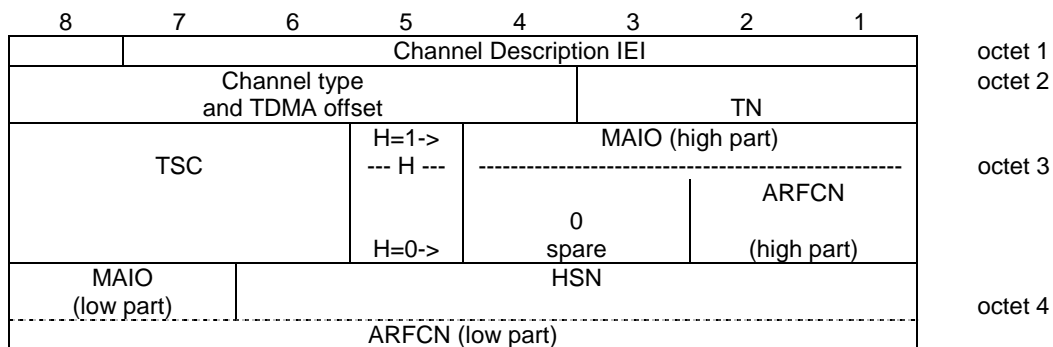 8 7 6 5 4 3 2 1
Channel Description IEI octet 1
Channel type octet 2
and TDMA offset TN
H=1-> MAIO (high part)
TSC --- H --- ------------------------------------------------------- octet 3
ARFCN
0
H=0-> spare (high part)
MAIO HSN
(low part) octet 4
ARFCN (low part)